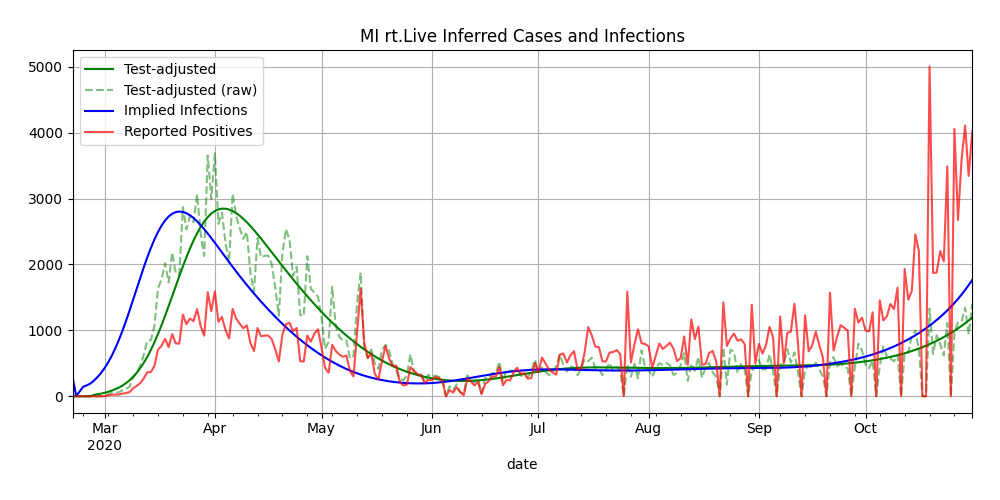 MI rt.Live Inferred Cases and Infections
Test-adjusted
Test-adjusted (raw)
Implied Infections
Reported Positives
5000
4000
3000
2000
1000
0
Mar Apr May Jun Jul Aug Sep Oct
2020
date